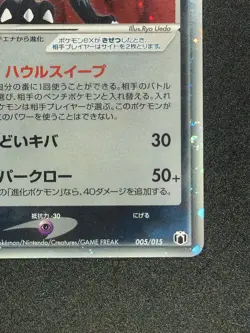 チエナから進化
Illus.Ryo Ueda
ポケモンexがきぜつしたとき、
相手プレイヤーはサイドを2枚とります。
ハウルスイープ
自分の番に1回使うことができる。相手のバトル
選び、相手のベンチポケモンと入れ替える。入れ
カモンは相手プレイヤーが選ぶ。このポケモンが
パワーを使うことはできない。
どいキバ 30
パークロー 50+
の「進化ポケモン」なら、40ダメージを追加する。
抵抗力 -30 にげる
okémon/Nintendo/Creatures/GAME FREAK. 005/015